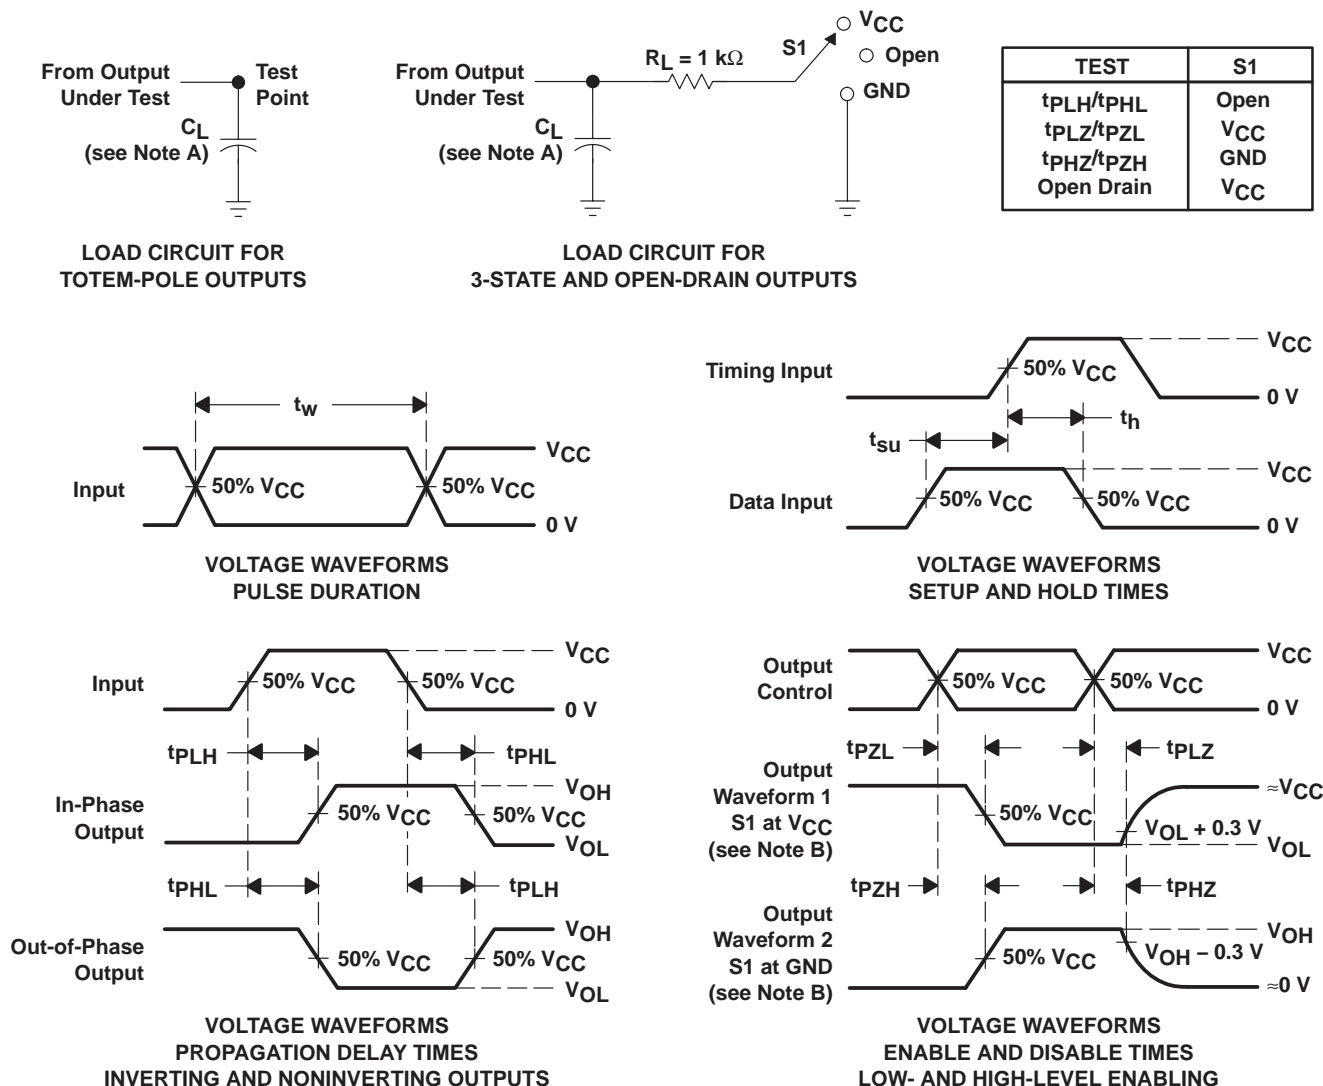 From Output
Under Test
Test
Point
CL
(see Note A)
LOAD CIRCUIT FOR
TOTEM-POLE OUTPUTS
From Output
Under Test
CL
(see Note A)
RL = 1 kΩ
S1
VCC
Open
GND
LOAD CIRCUIT FOR
3-STATE AND OPEN-DRAIN OUTPUTS
TEST S1
tPLH/tPHL Open
tPLZ/tPZL VCC
tPHZ/tPZH GND
Open Drain VCC
tw
Input
50% VCC
50% VCC
VCC
0 V
VOLTAGE WAVEFORMS
PULSE DURATION
Timing Input
50% VCC
VCC
0 V
tsu
th
Data Input
50% VCC
50% VCC
VCC
0 V
VOLTAGE WAVEFORMS
SETUP AND HOLD TIMES
Input
50% VCC
50% VCC
VCC
0 V
tPLH
tPHL
In-Phase
Output
50% VCC
50% VCC
VOH
VOL
tPHL
tPLH
Out-of-Phase
Output
50% VCC
50% VCC
VOH
VOL
VOLTAGE WAVEFORMS
PROPAGATION DELAY TIMES
INVERTING AND NONINVERTING OUTPUTS
Output
Control
50% VCC
50% VCC
VCC
0 V
tPZL
tPLZ
Output
Waveform 1
S1 at VCC
(see Note B)
50% VCC
≈VCC
VOL + 0.3 V
VOL
tPZH
tPHZ
Output
Waveform 2
S1 at GND
(see Note B)
50% VCC
VOH
VOH – 0.3 V
≈0 V
VOLTAGE WAVEFORMS
ENABLE AND DISABLE TIMES
LOW- AND HIGH-LEVEL ENABLING